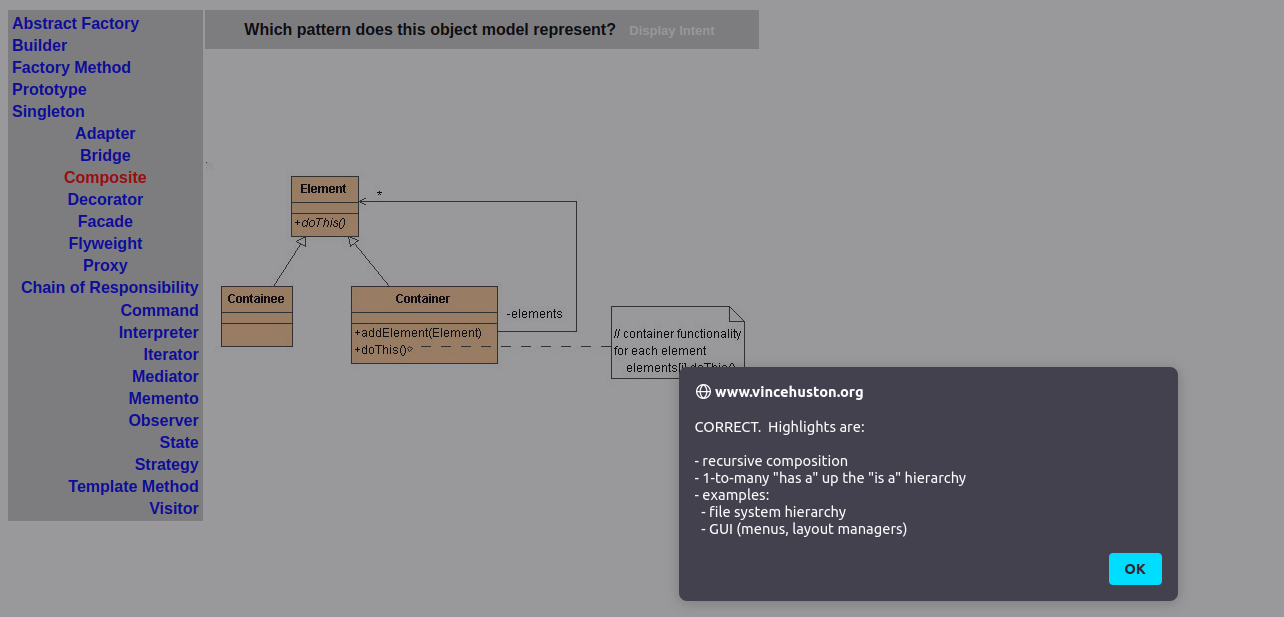 Abstract Factory
Builder
Factory Method
Prototype
Singleton
Adapter
Bridge
Composite
Decorator
Facade
Flyweight
Proxy
Chain of Responsibility
Command
Interpreter
Iterator
Mediator
Memento
Observer
State
Strategy
Template Method
Visitor
Which pattern does this object model represent? Display Intent
Element
*
+doThis()
Containee
Container
-elements
+addElement(Element)
+doThis()
// container functionality
for each element
elements[i].doThis()
www.vincehuston.org
CORRECT.  Highlights are:
- recursive composition
- 1-to-many "has a" up the "is a" hierarchy
- examples:
- file system hierarchy
- GUI (menus, layout managers)
OK